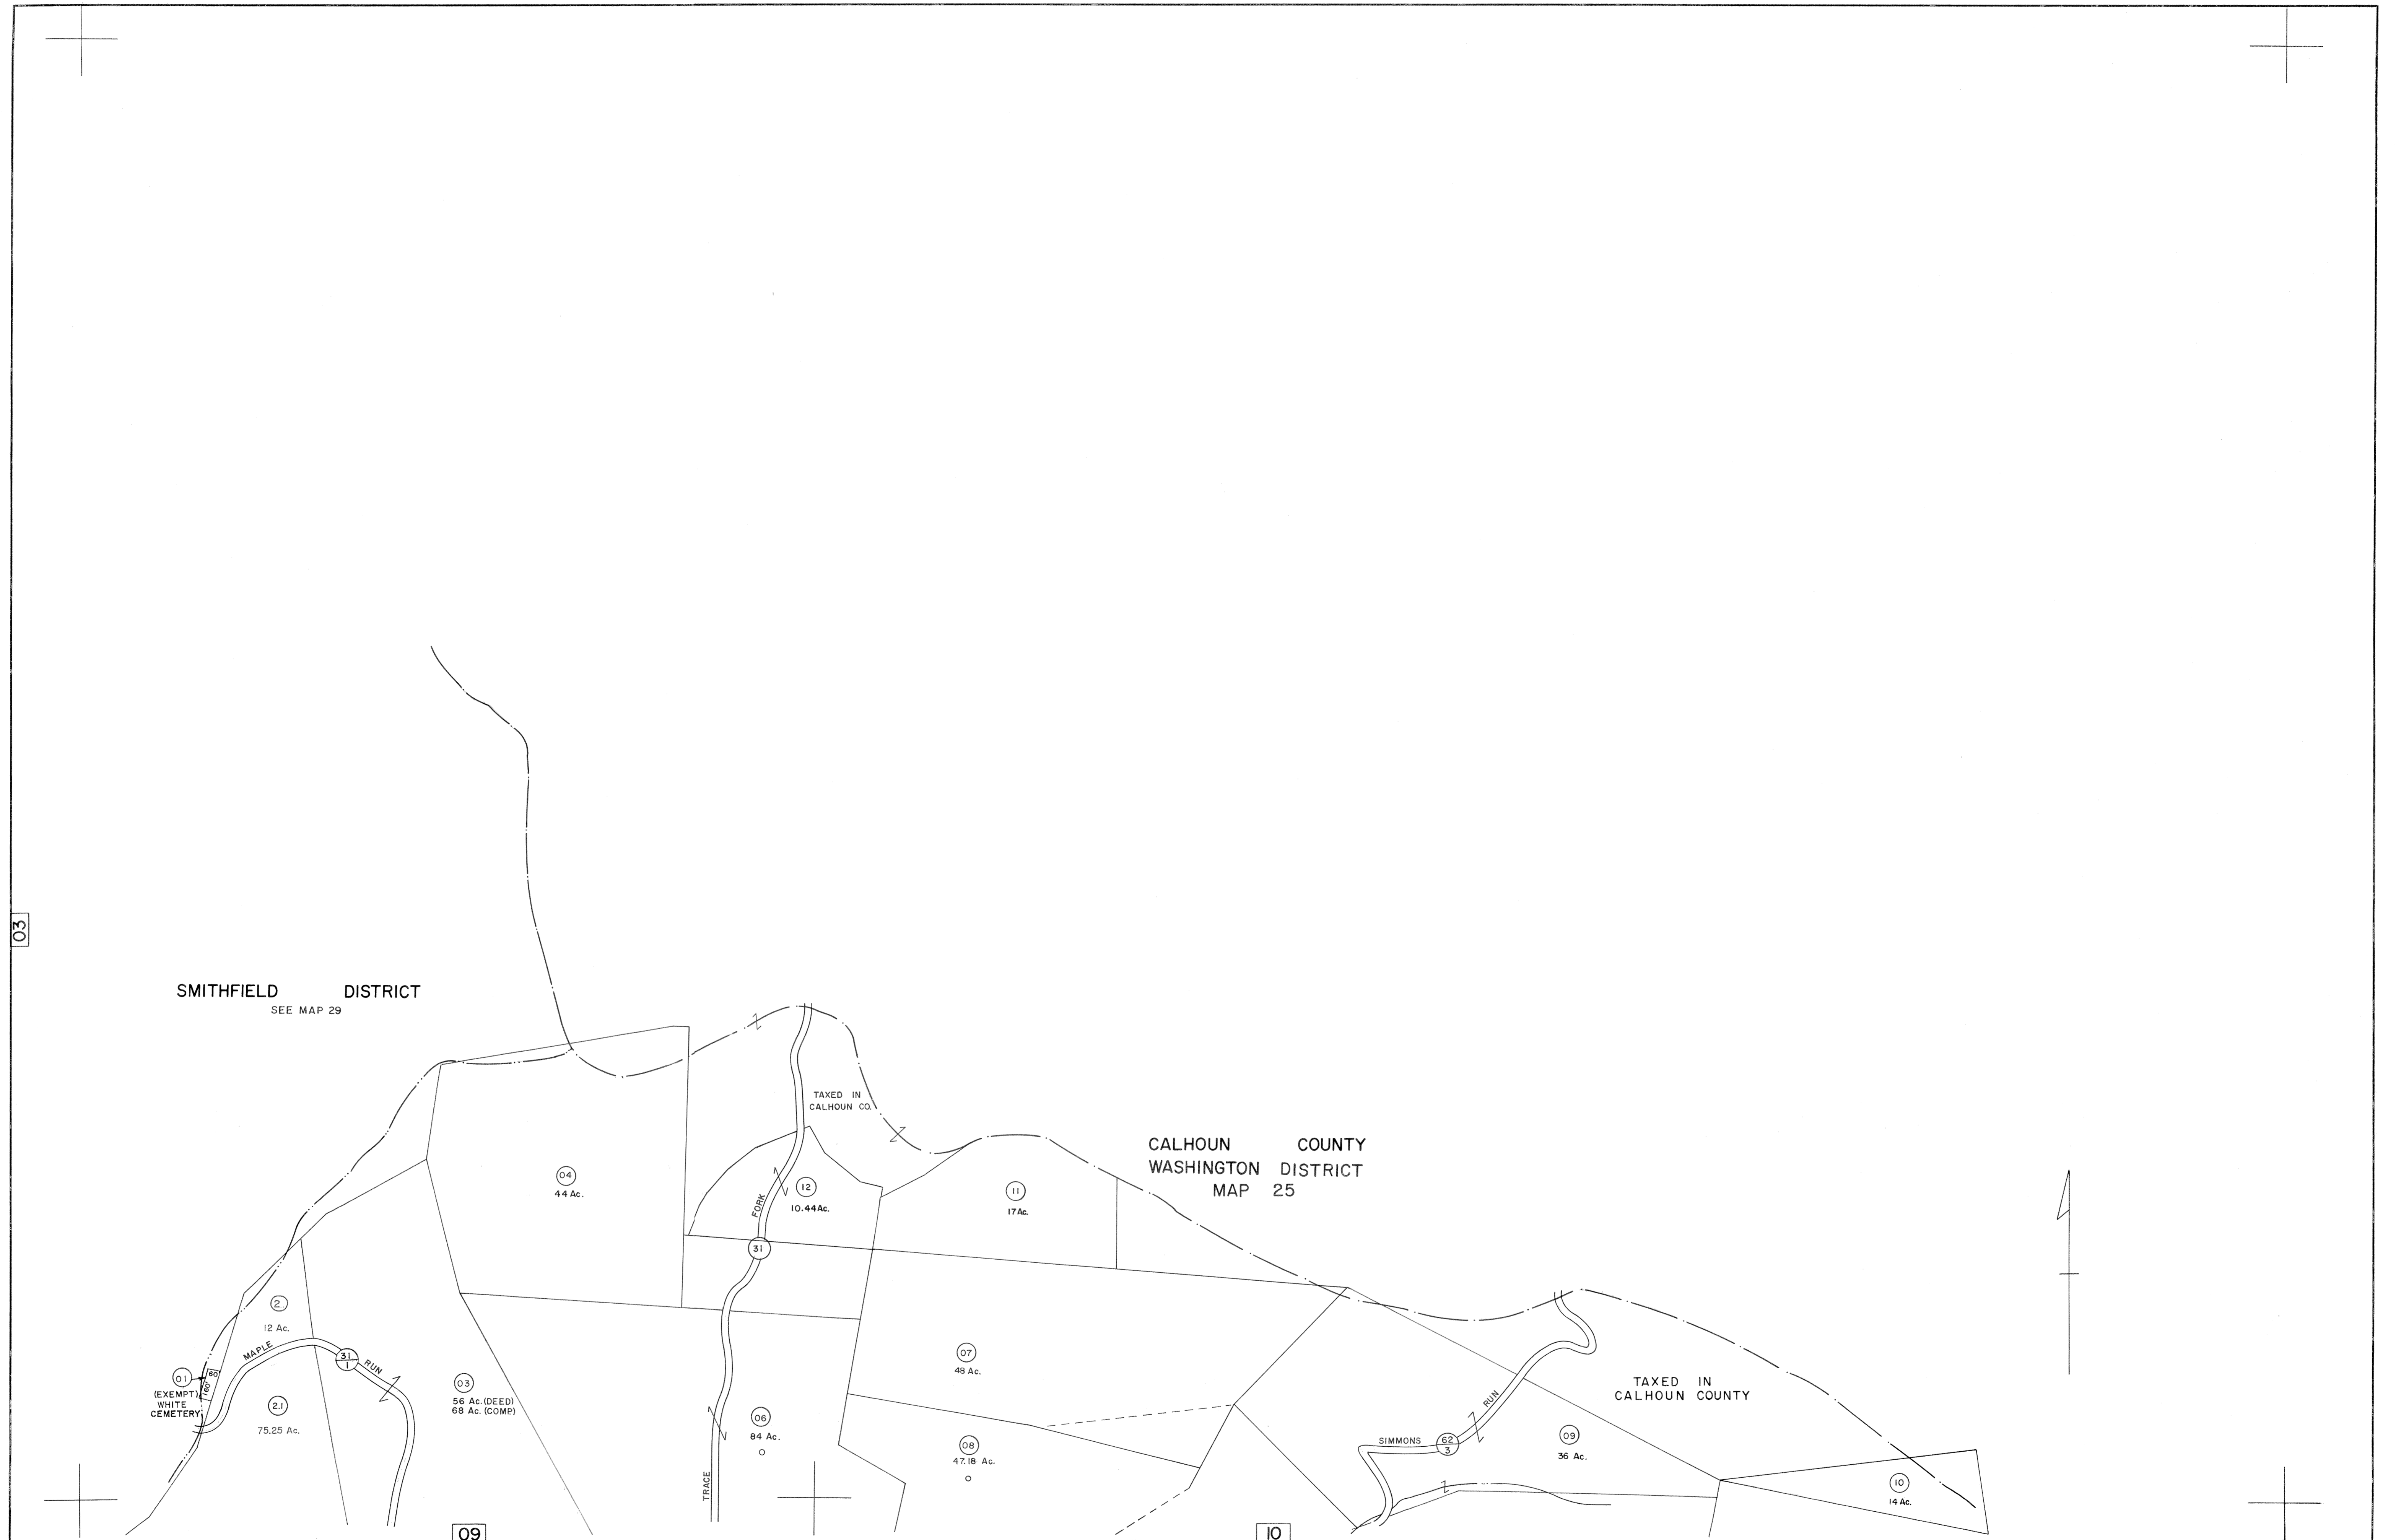 03
SMITHFIELD DISTRICT
SEE MAP 29
TAXED IN
CALHOUN CO.
CALHOUN COUNTY
WASHINGTON DISTRICT
MAP 25
04
44 Ac.
12
10.44 Ac.
11
17 Ac.
FORK
31
2
12 Ac.
MAPLE
31
1
RUN
01
60
160'
(EXEMPT)
WHITE
CEMETERY
2.1
75.25 Ac.
03
56 Ac. (DEED)
68 Ac. (COMP)
06
84 Ac.
TRACE
07
48 Ac.
08
47.18 Ac.
TAXED IN
CALHOUN COUNTY
RUN
SIMMONS
62
3
09
36 Ac.
10
14 Ac.
09
10